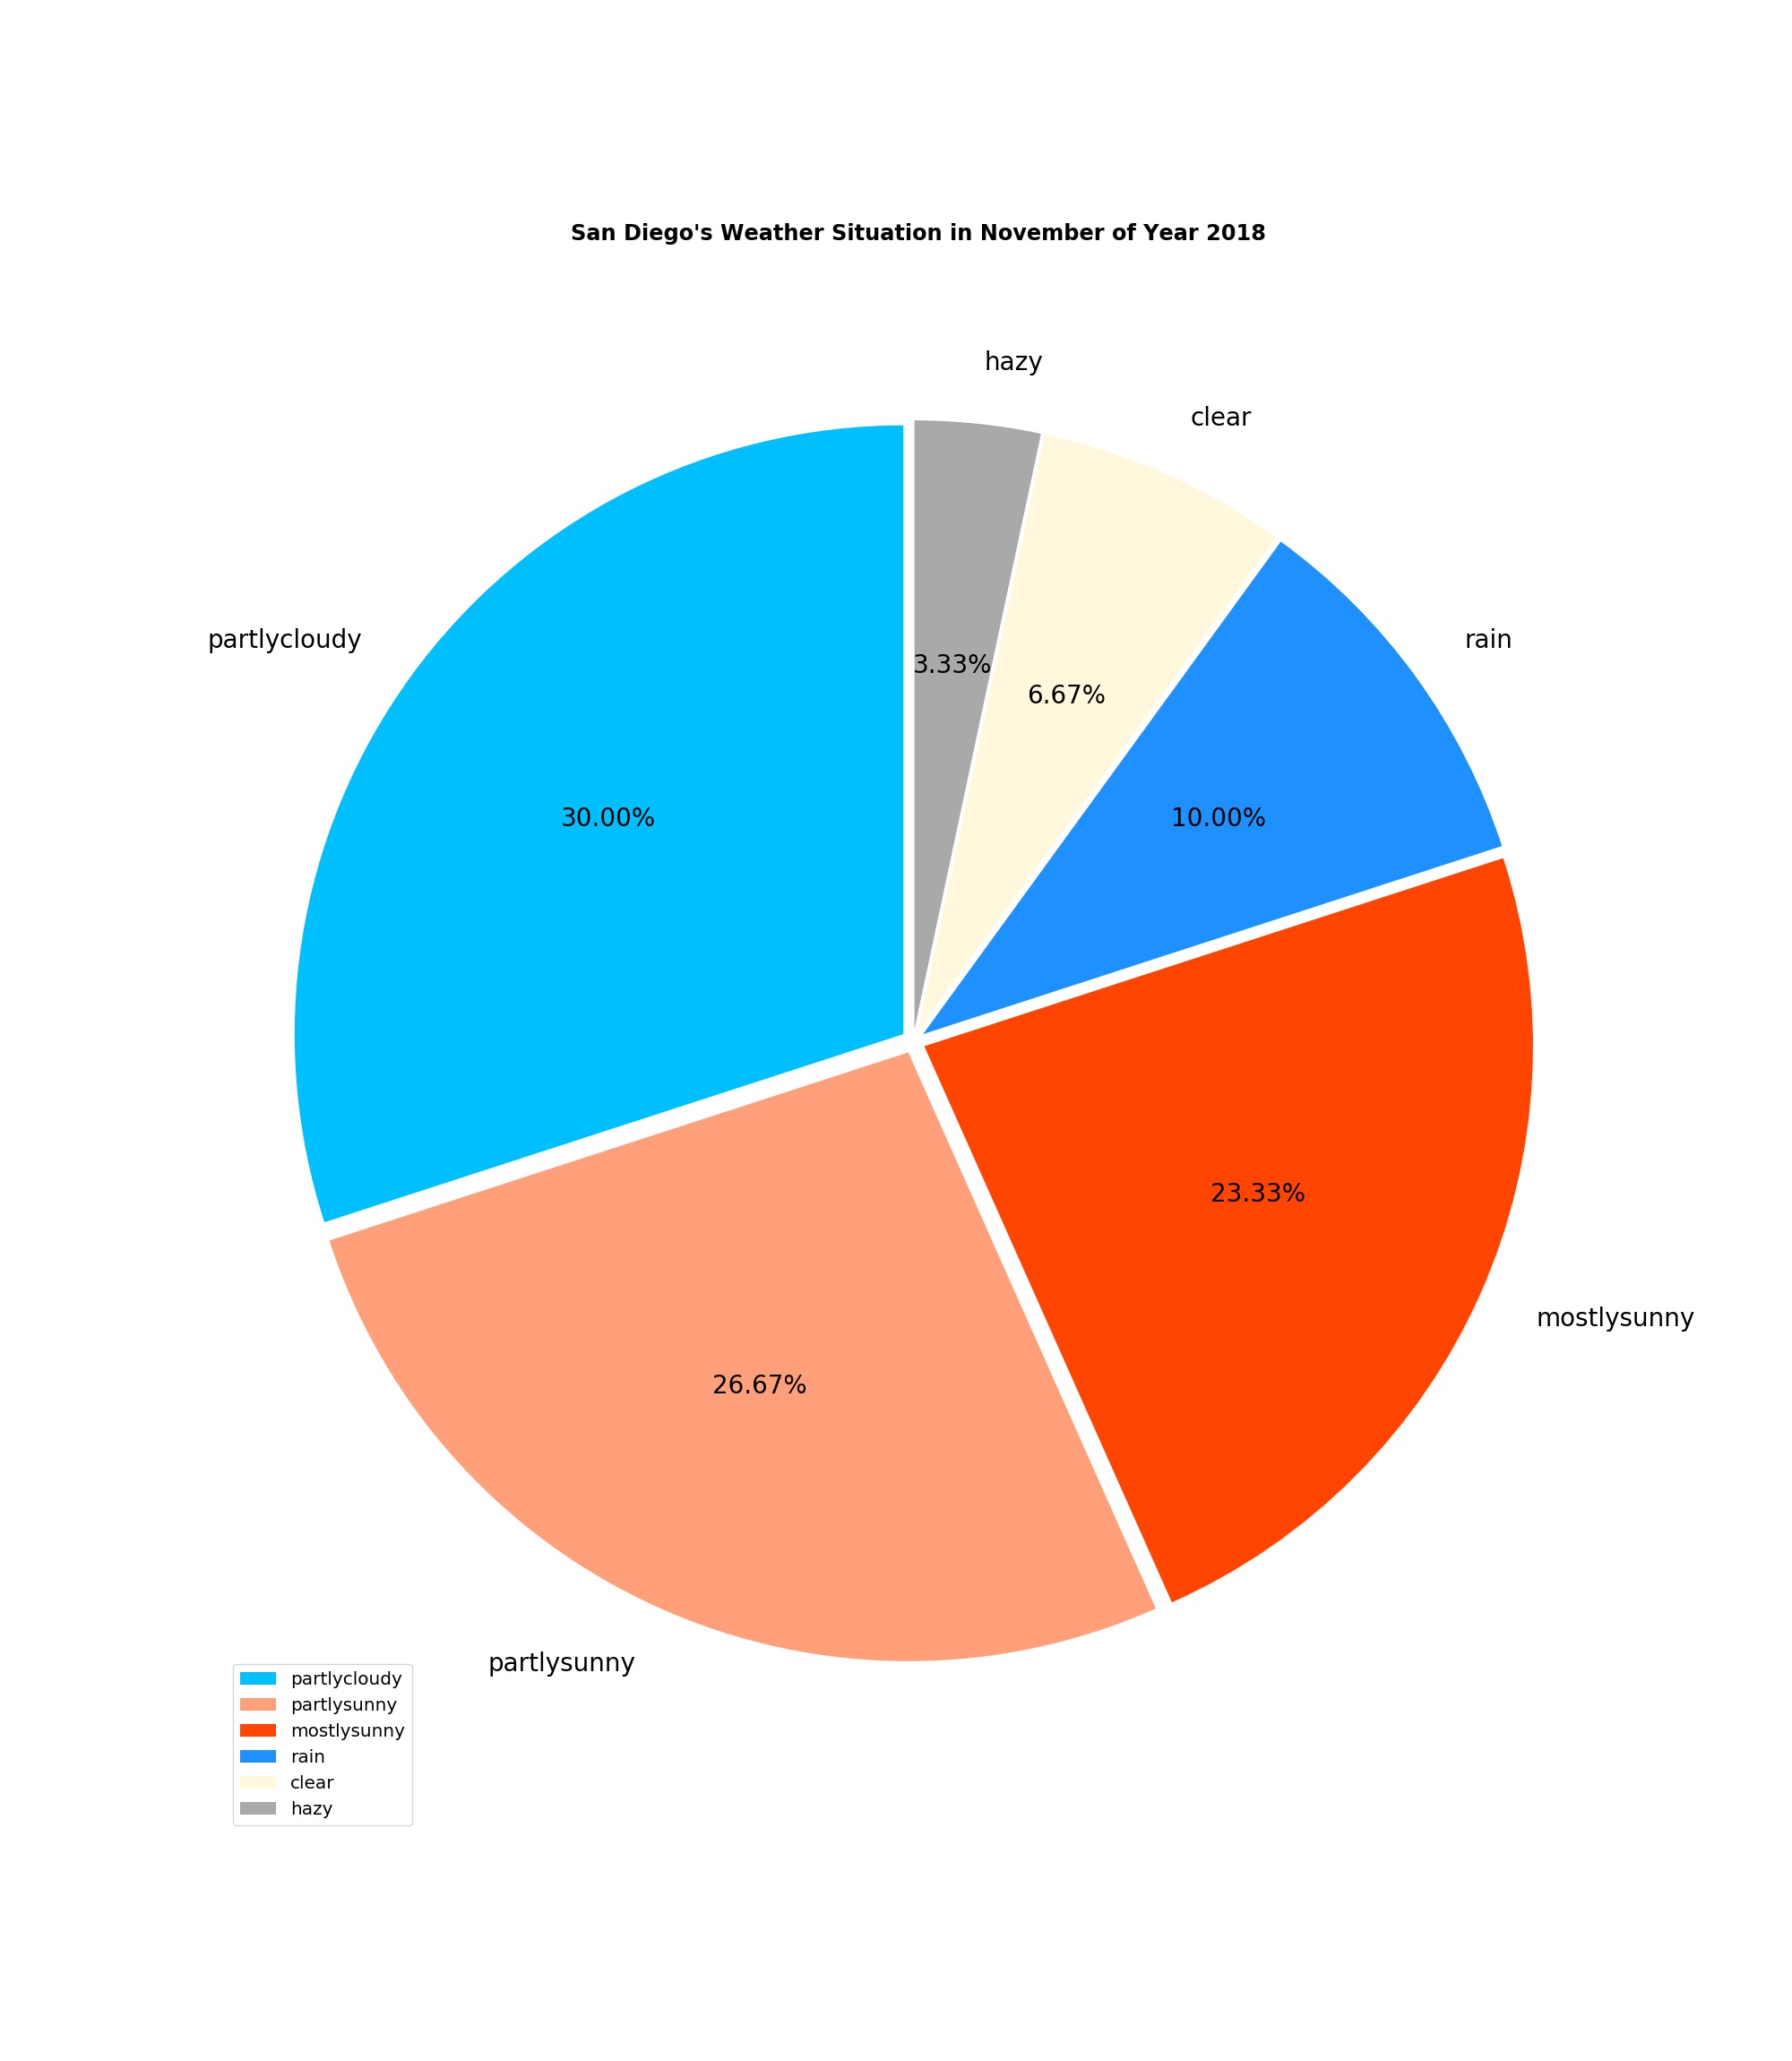 San Diego's Weather Situation in November of Year 2018
hazy
clear
partlycloudy
rain
3.33%
6.67%
30.00%
10.00%
23.33%
mostlysunny
26.67%
partlysunny
partlycloudy
partlysunny
mostlysunny
rain
clear
hazy